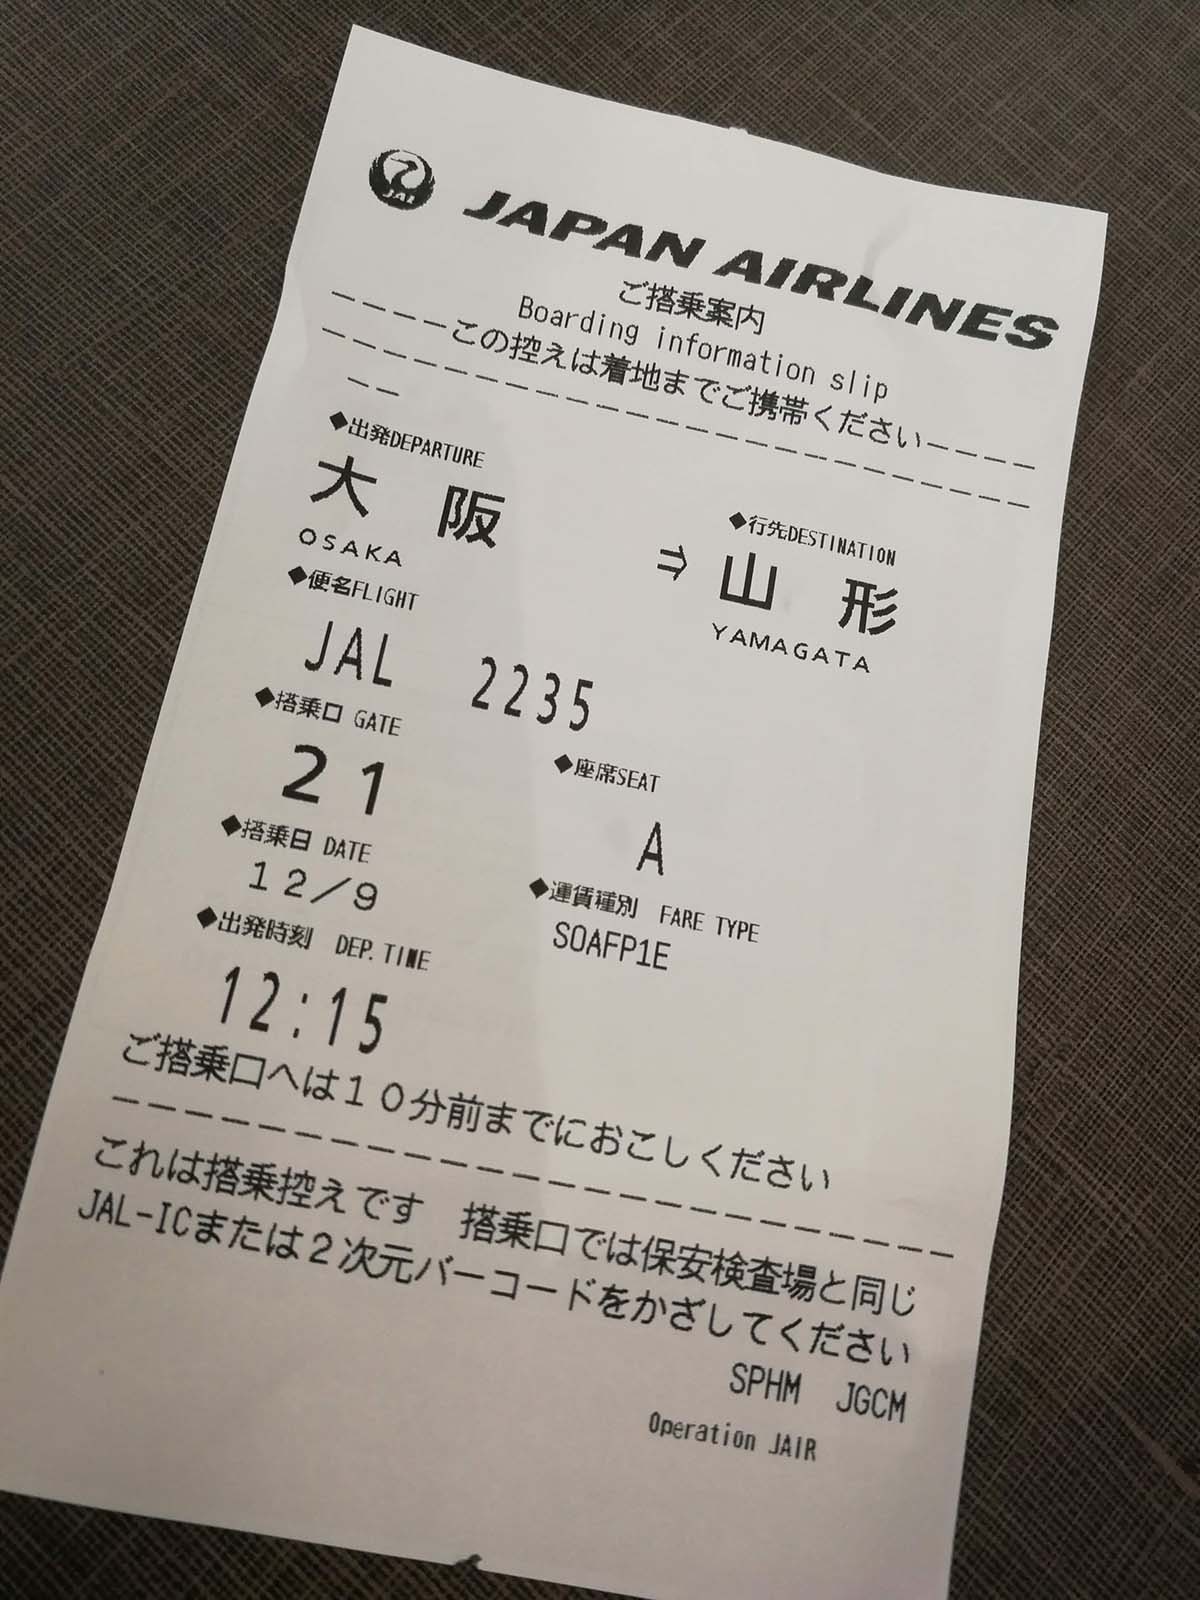 JAL
JAPAN AIRLINES
ご搭乗案内
Boarding information slip
----この控えは着地までご携帯ください----
◆出発DEPARTURE
大阪
OSAKA
◆行先DESTINATION
⇒ 山形
YAMAGATA
◆便名FLIGHT
JAL 2235
◆搭乗口 GATE
21
◆座席SEAT
A
◆搭乗日 DATE
12/9
◆運賃種別 FARE TYPE
SOAFP1E
◆出発時刻 DEP.TIME
12:15
ご搭乗口へは10分前までにおこしください
これは搭乗控えです 搭乗口では保安検査場と同じ
JAL-ICまたは2次元バーコードをかざしてください
SPHM JGCM
Operation JAIR